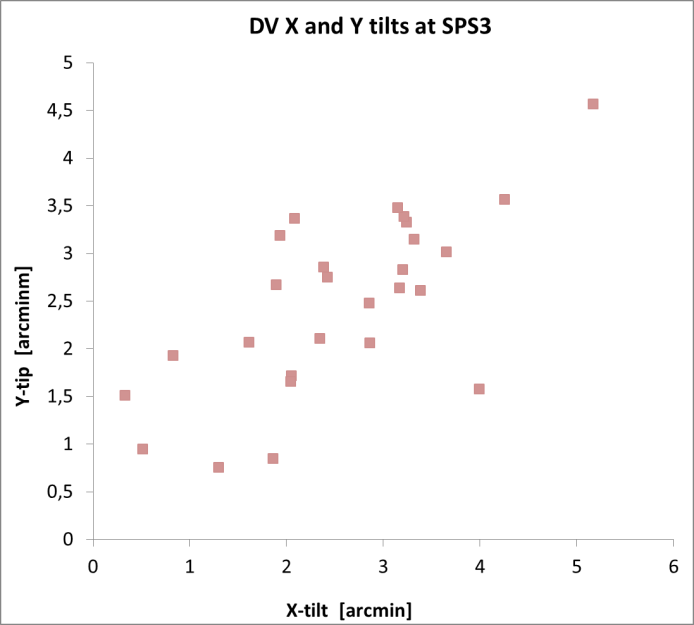 DV X and Y tilts at SPS3
5
4,5
4
3,5
3
2,5
2
1,5
1
0,5
0
Y-tip [arcminm]
0 1 2 3 4 5 6
X-tilt [arcmin]